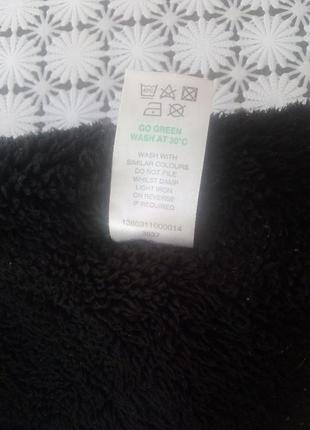 GO GREEN
WASH AT 30°C
WASH WITH
SIMILAR COLOURS
DO NOT PILE
WHILST DAMP
LIGHT IRON
ON REVERSE
IF REQUIRED